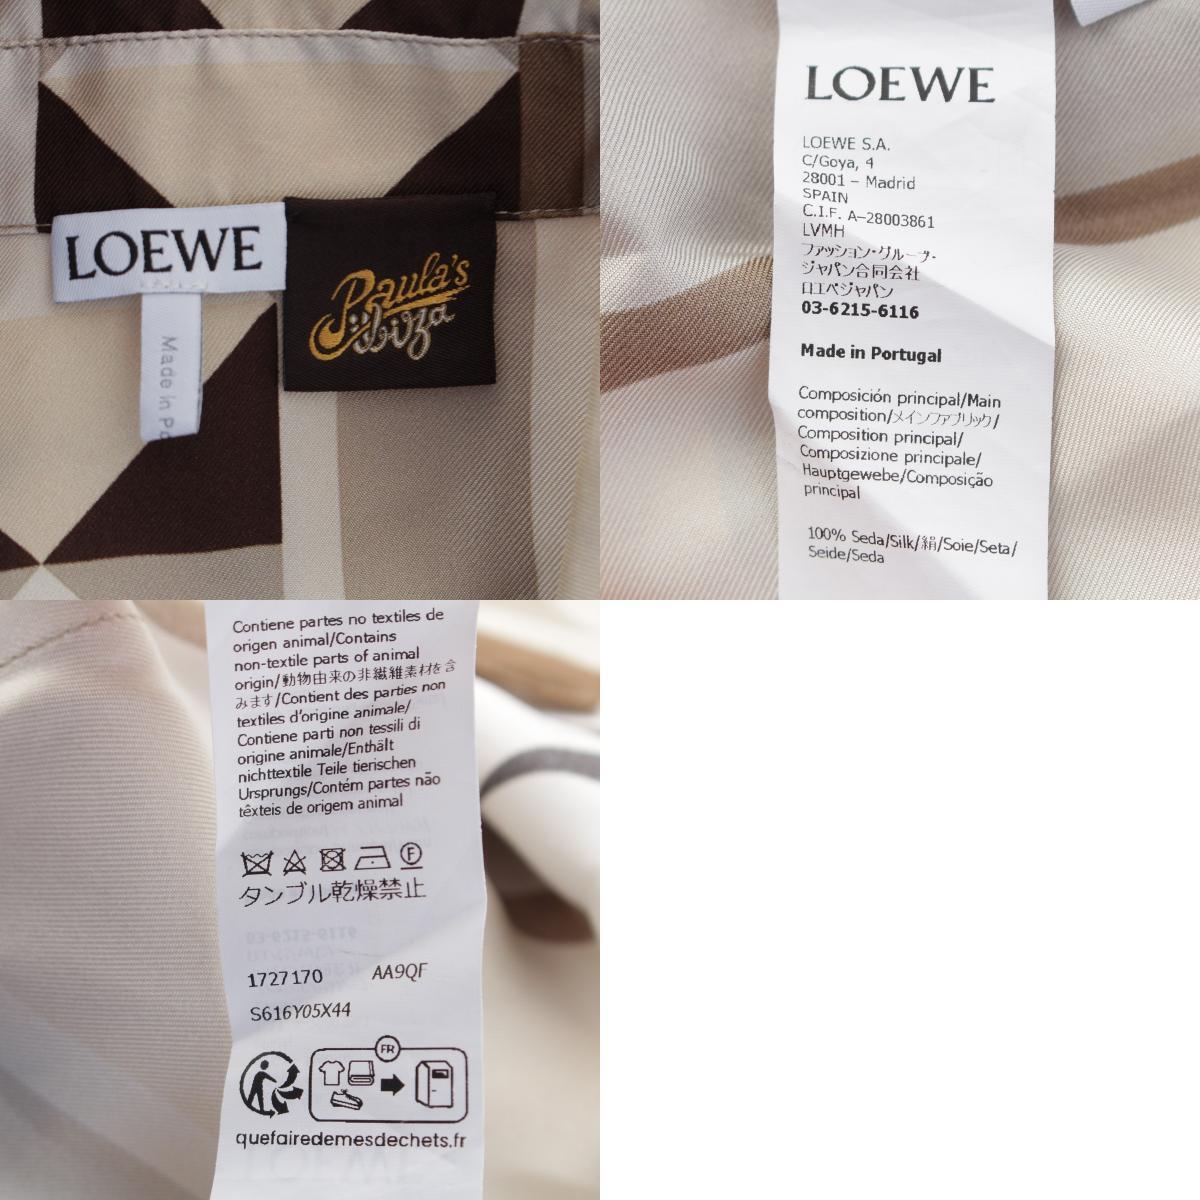 LOEWE
Paula's
ibiza
Made in Po
LOEWE
LOEWE S.A.
C/Goya, 4
28001 – Madrid
SPAIN
C.I.F. A–28003861
LVMH
ファッション・グループ・
ジャパン合同会社
ロエベジャパン
03-6215-6116
Made in Portugal
Composición principal/Main
composition/メインファブリック/
Composition principal/
Composizione principale/
Hauptgewebe/Composição
principal
100% Seda/Silk/絹/Soie/Seta/
Seide/Seda
Contiene partes no textiles de
origen animal/Contains
non-textile parts of animal
origin/動物由来の非繊維素材を含
みます/Contient des parties non
textiles d'origine animale/
Contiene parti non tessili di
origine animale/Enthält
nichttextile Teile tierischen
Ursprungs/Contém partes não
têxteis de origem animal
F
タンブル乾燥禁止
1727170 AA9QF
S616Y05X44
FR
quefairedemesdechets.fr